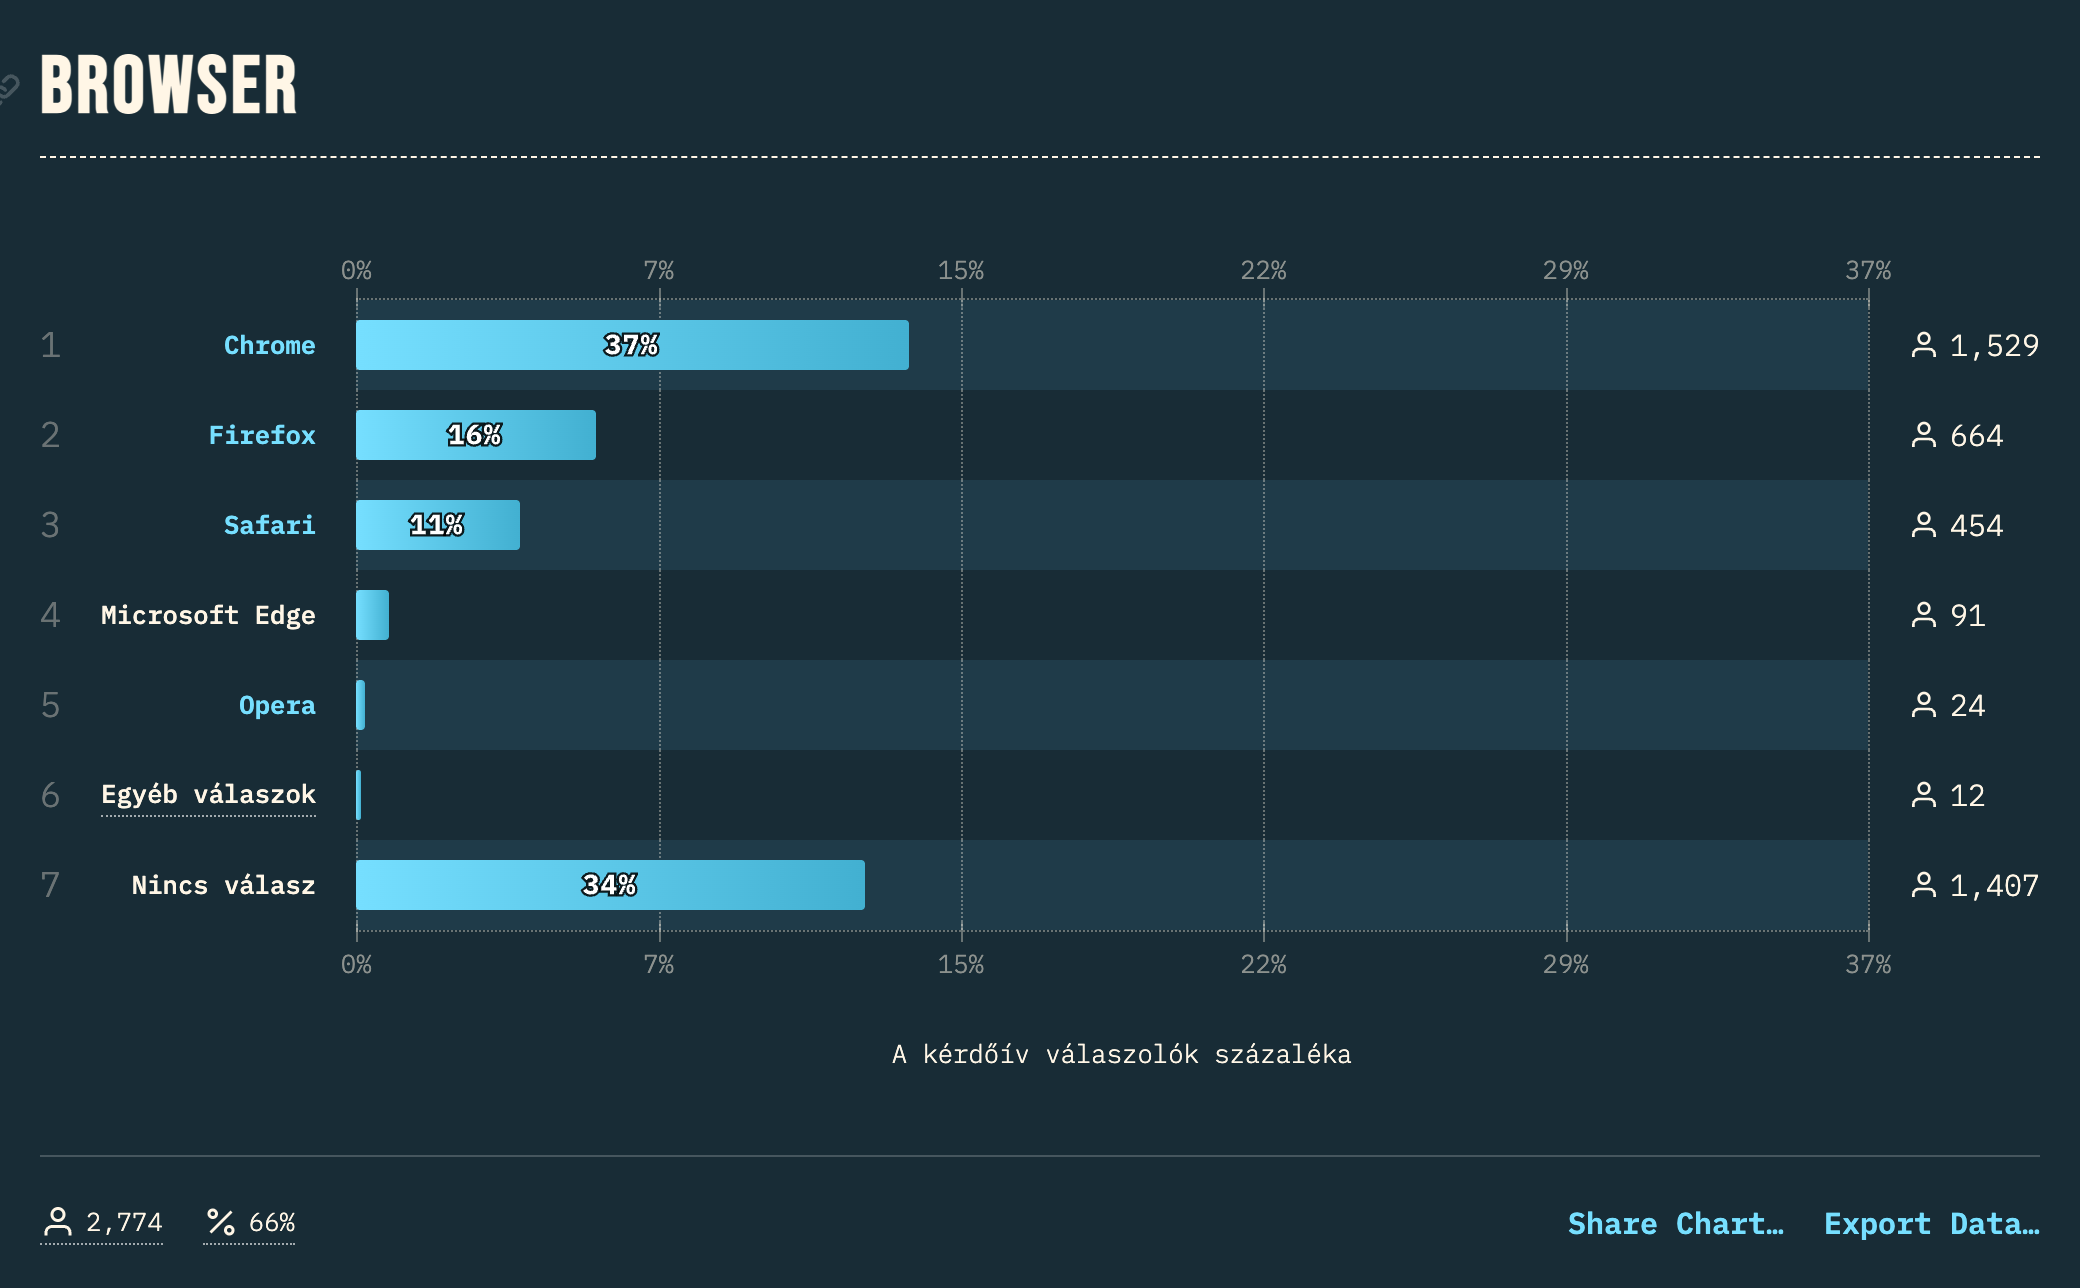 BROWSER
0% 7% 15% 22% 29% 37%
1 Chrome 37% 1,529
2 Firefox 16% 664
3 Safari 11% 454
4 Microsoft Edge 91
5 Opera 24
6 Egyéb válaszok 12
7 Nincs válasz 34% 1,407
0% 7% 15% 22% 29% 37%
A kérdőív válaszolók százaléka
2,774 66% Share Chart… Export Data…